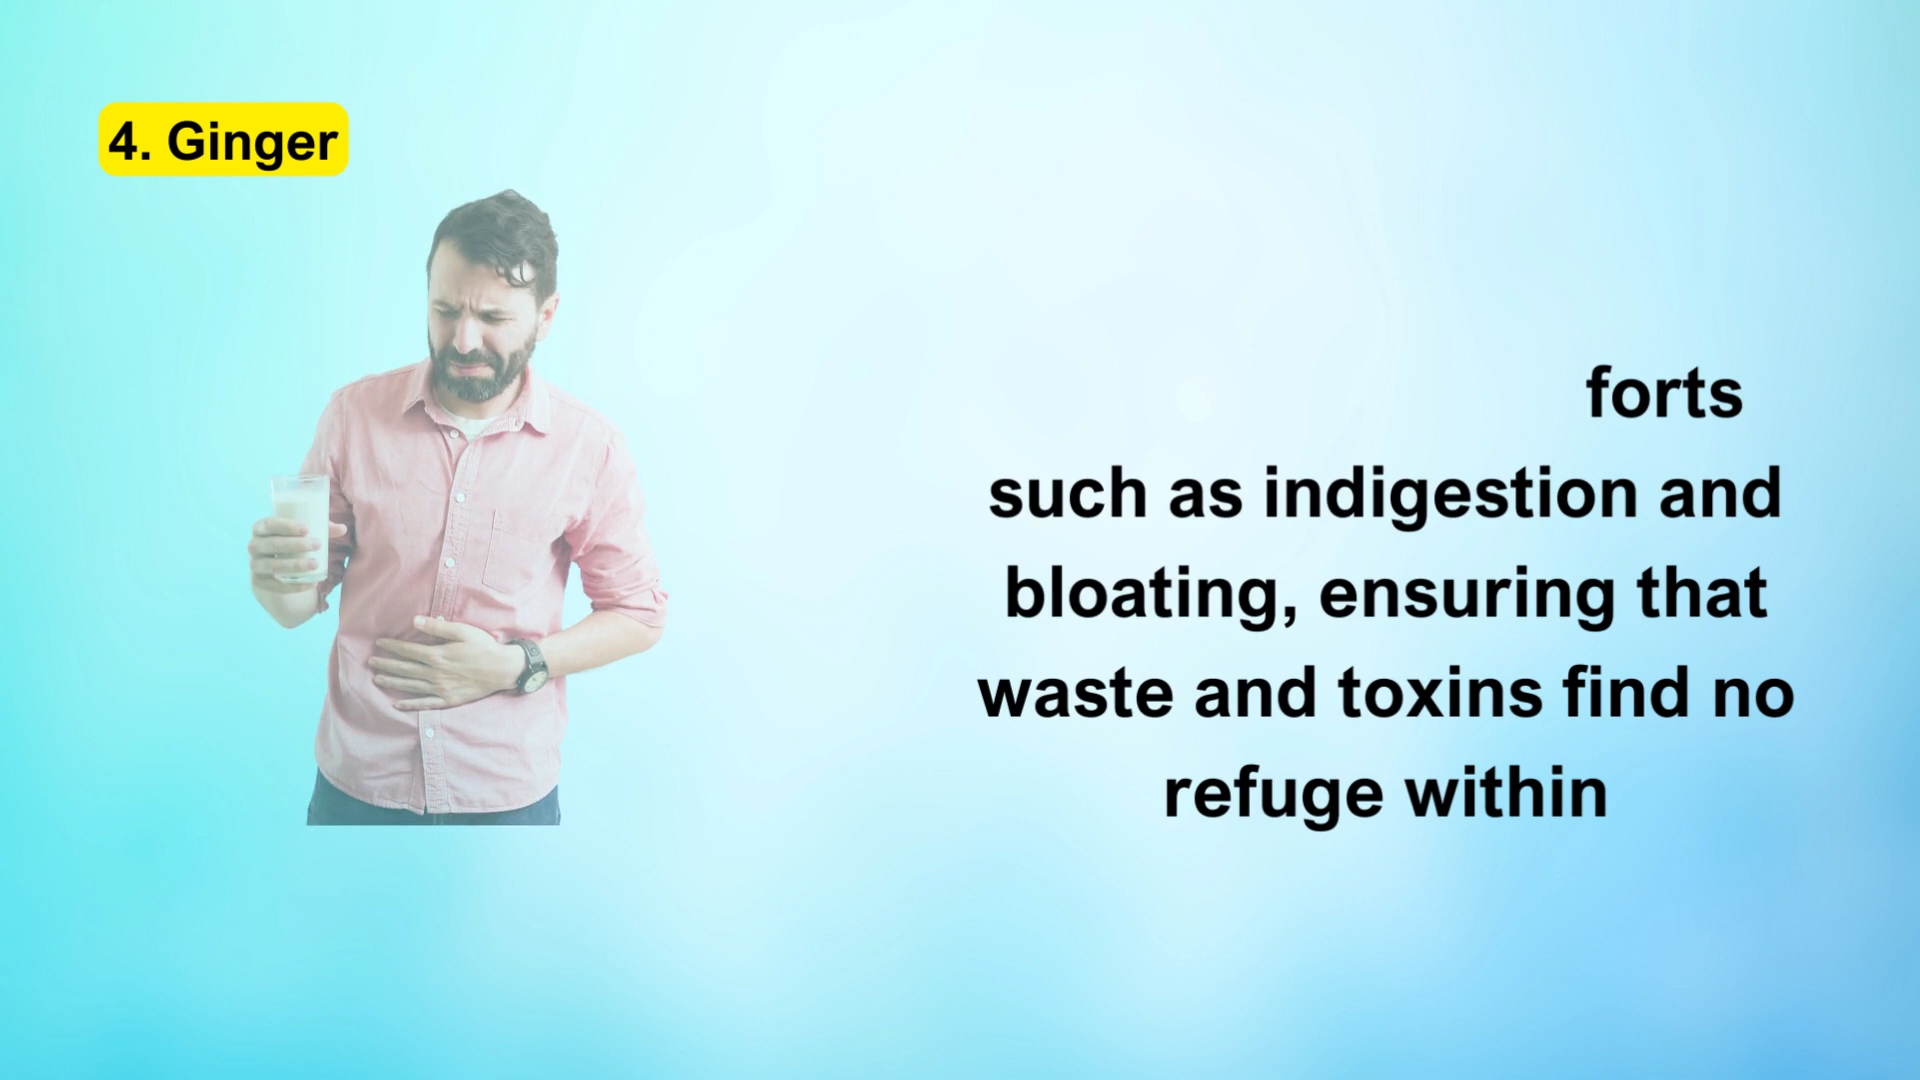 4. Ginger
forts
such as indigestion and
bloating, ensuring that
waste and toxins find no
refuge within